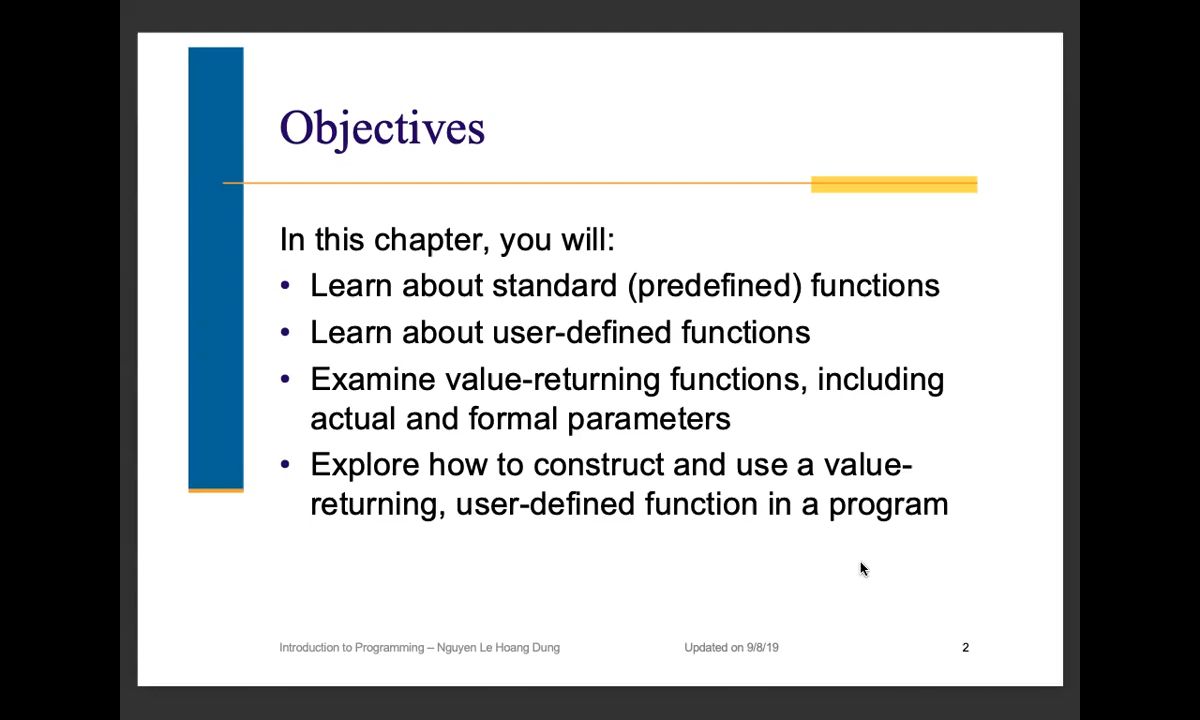 Objectives
In this chapter, you will:
• Learn about standard (predefined) functions
• Learn about user-defined functions
• Examine value-returning functions, including
actual and formal parameters
• Explore how to construct and use a value-
returning, user-defined function in a program
Introduction to Programming – Nguyen Le Hoang Dung
Updated on 9/8/19
2